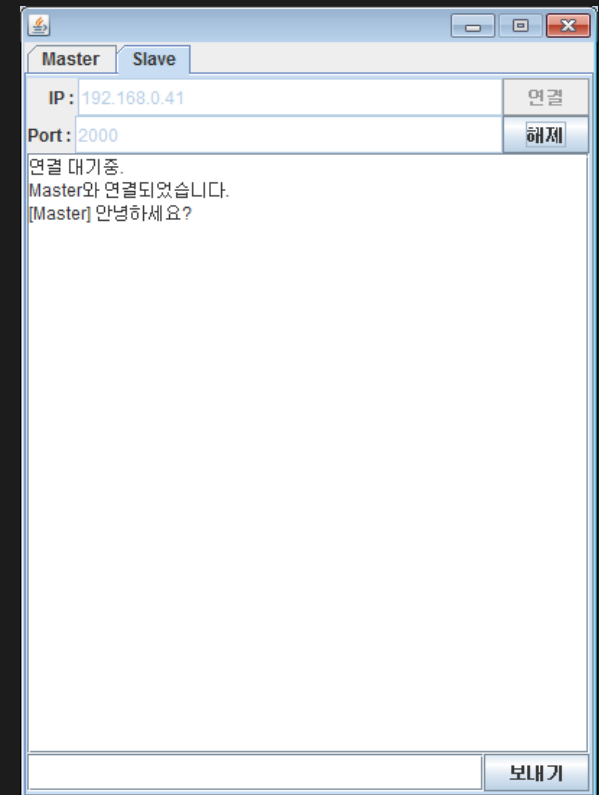 Master Slave
IP : 192.168.0.41 연결
Port : 2000 해제
연결 대기중.
Master와 연결되었습니다.
[Master] 안녕하세요?
보내기